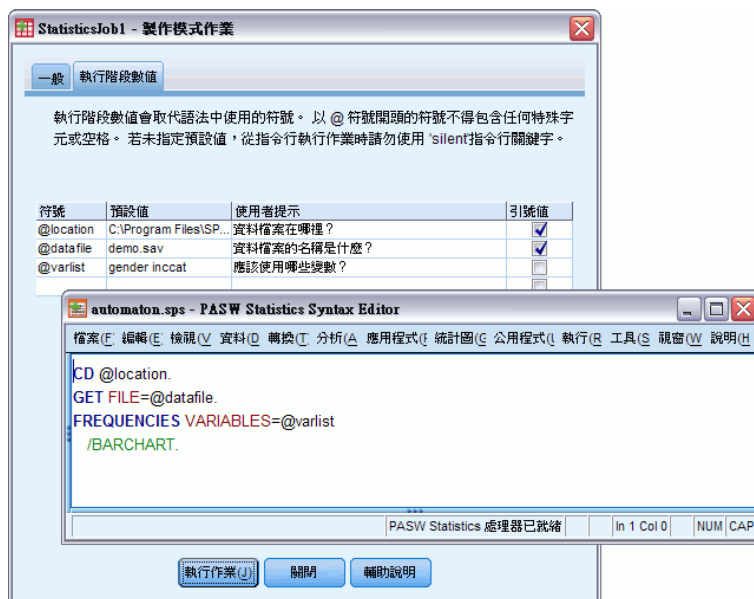 StatisticsJob1 - 製作模式作業
一般 執行階段數值
執行階段數值會取代語法中使用的符號。 以 @ 符號開頭的符號不得包含任何特殊字
元或空格。 若未指定預設值，從指令行執行作業時請勿使用 'silent'指令行關鍵字。
符號 預設值 使用者提示 引號值
@location C:\Program Files\SP... 資料檔案在哪裡？
@datafile demo.sav 資料檔案的名稱是什麼？
@varlist gender inccat 應該使用哪些變數？
automaton.sps - PASW Statistics Syntax Editor
檔案(F 編輯(E 檢視(V 資料(D 轉換(T 分析(A 應用程式(F 統計圖(G 公用程式(U 執行(R 工具(S 視窗(W 說明(H
CD @location.
GET FILE=@datafile.
FREQUENCIES VARIABLES=@varlist
/BARCHART.
PASW Statistics 處理器已就緒 In 1 Col 0 NUM CAP
執行作業(J) 關閉 輔助說明